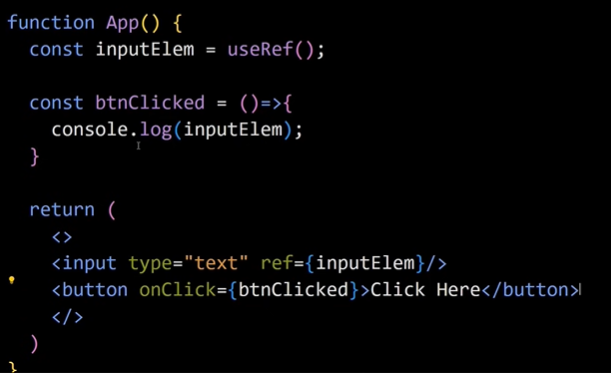 function App() {
  const inputElem = useRef();

  const btnClicked = ()=>{
    console.log(inputElem);
  }

  return (
    <>
    <input type="text" ref={inputElem}/>
    <button onClick={btnClicked}>Click Here</button>
    </>
  )
}